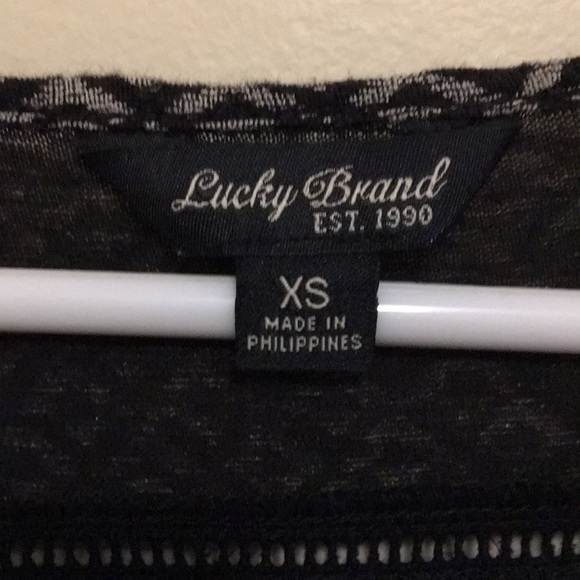 Lucky Brand
EST. 1990
XS
MADE IN
PHILIPPINES